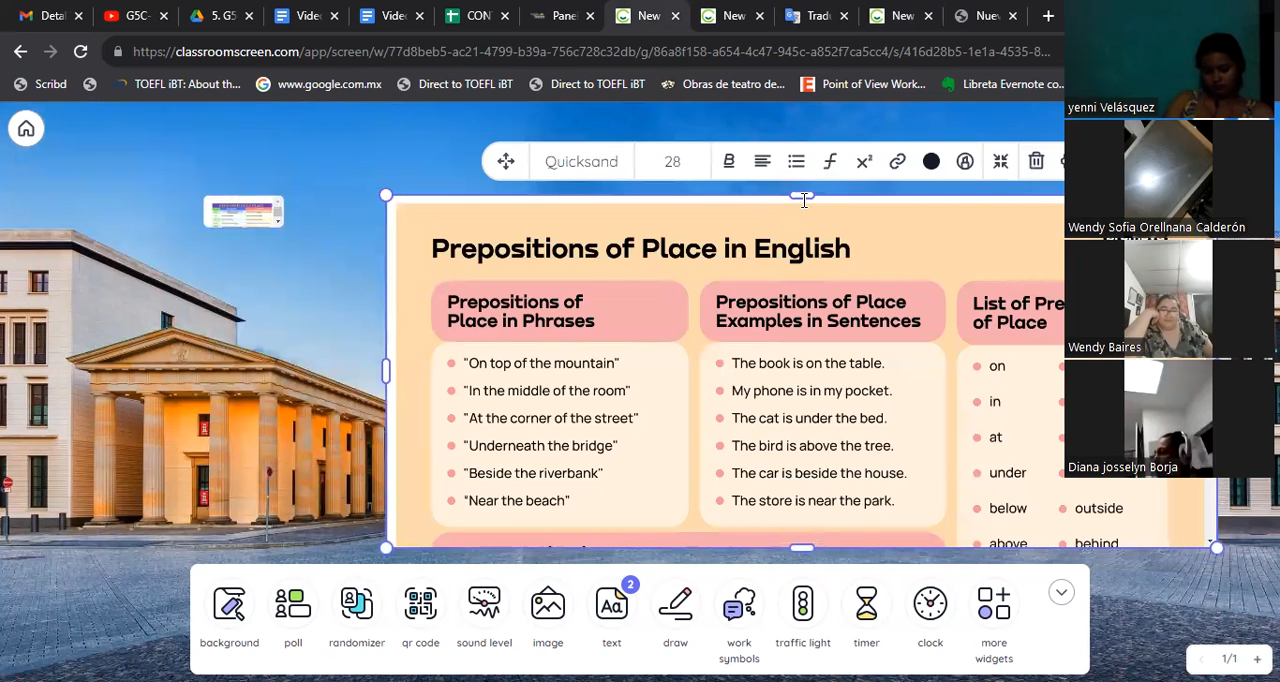 Detal
G5C-
5. G5
Video
Video
CON
Panel
New
New
Tradu
New
Nuev
https://classroomscreen.com/app/screen/w/77d8beb5-ac21-4799-b39a-756c728c32db/g/86a8f158-a654-4c47-945c-a852f7ca5cc4/s/416d28b5-1e1a-4535-8...
Scribd
TOEFL iBT: About th...
www.google.com.mx
Direct to TOEFL iBT
Direct to TOEFL iBT
Obras de teatro de...
Point of View Work...
Libreta Evernote co...
yenni Velásquez
Quicksand
28
Wendy Sofía Orellnana Calderón
Wendy Baires
Diana josselyn Borja
Prepositions of Place in English
Prepositions of
Place in Phrases
"On top of the mountain"
"In the middle of the room"
"At the corner of the street"
"Underneath the bridge"
"Beside the riverbank"
"Near the beach"
Prepositions of Place
Examples in Sentences
The book is on the table.
My phone is in my pocket.
The cat is under the bed.
The bird is above the tree.
The car is beside the house.
The store is near the park.
List of Pre
of Place
on
in
at
under
below
above
outside
behind
2
background
poll
randomizer
qr code
sound level
image
text
draw
work
symbols
traffic light
timer
clock
more
widgets
1/1